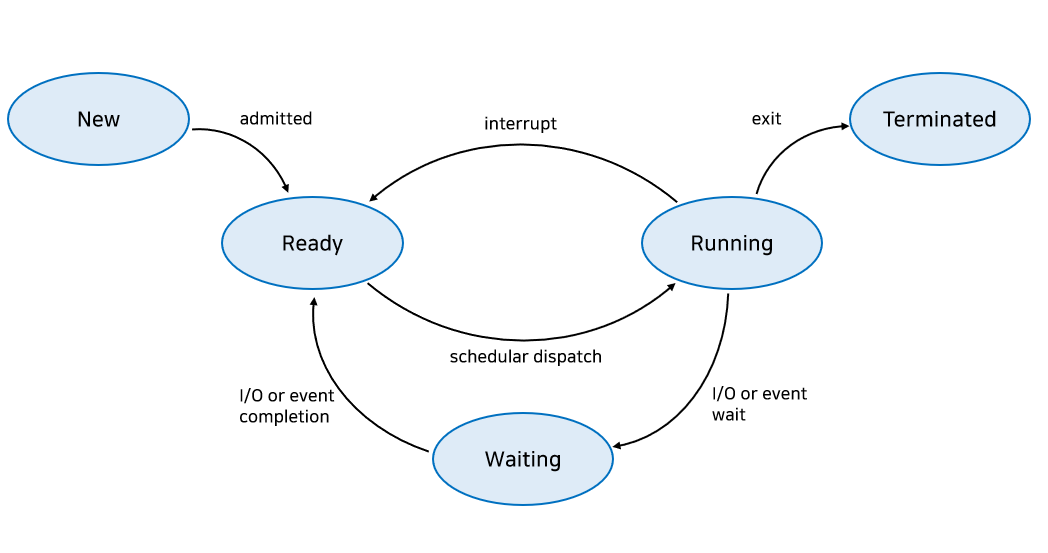 New
admitted
interrupt
exit
Terminated
Ready
Running
schedular dispatch
I/O or event
completion
I/O or event
wait
Waiting